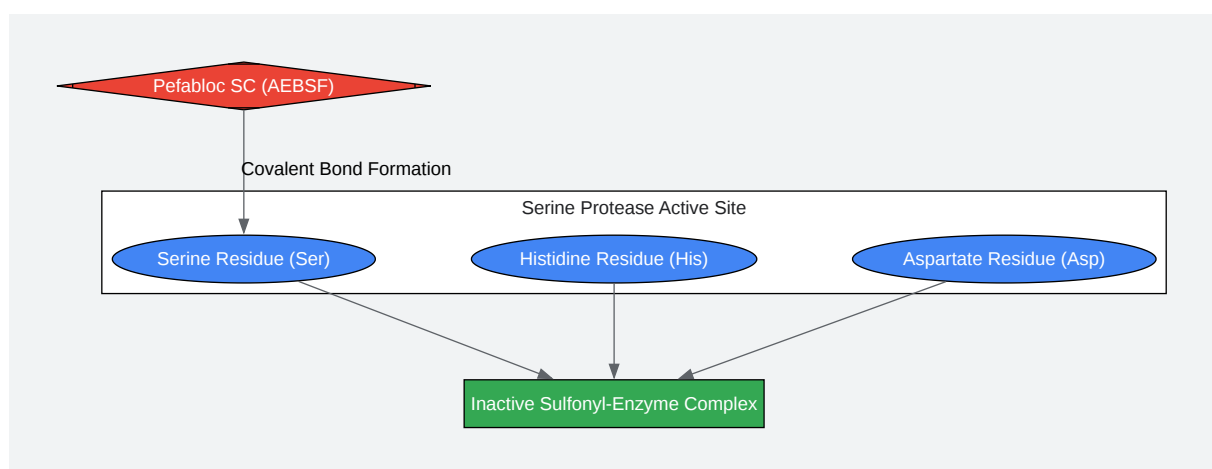 Pefabloc SC (AEBSF)
Covalent Bond Formation
Serine Protease Active Site
Serine Residue (Ser)
Histidine Residue (His)
Aspartate Residue (Asp)
Inactive Sulfonyl-Enzyme Complex